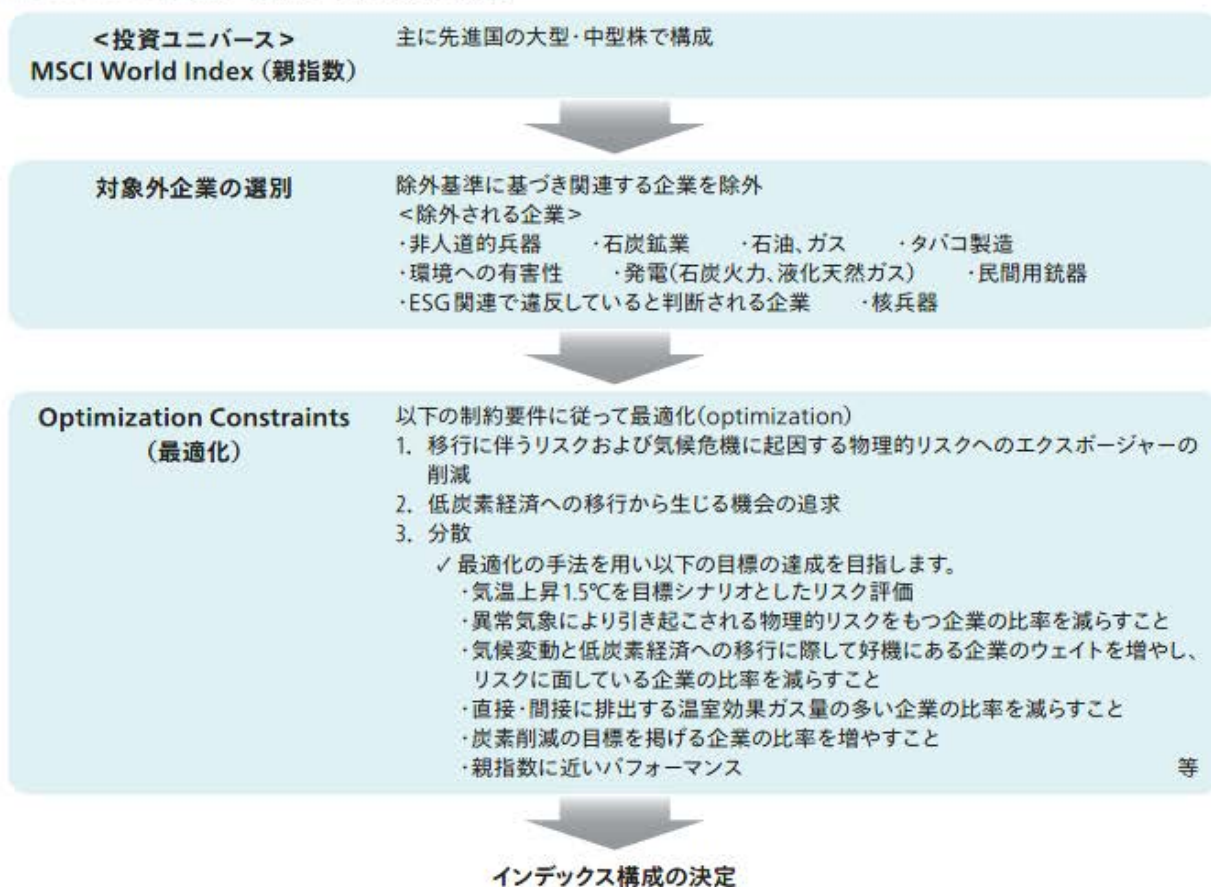 <投資ユニバース>
MSCI World Index（親指数）
主に先進国の大型・中型株で構成
対象外企業の選別
除外基準に基づき関連する企業を除外
<除外される企業>
・非人道的兵器　・石炭鉱業　・石油、ガス　・タバコ製造
・環境への有害性　・発電(石炭火力、液化天然ガス)　・民間用銃器
・ESG関連で違反していると判断される企業　・核兵器
Optimization Constraints
（最適化）
以下の制約要件に従って最適化(optimization)
1. 移行に伴うリスクおよび気候危機に起因する物理的リスクへのエクスポージャーの
削減
2. 低炭素経済への移行から生じる機会の追求
3. 分散
✓ 最適化の手法を用い以下の目標の達成を目指します。
・気温上昇1.5℃を目標シナリオとしたリスク評価
・異常気象により引き起こされる物理的リスクをもつ企業の比率を減らすこと
・気候変動と低炭素経済への移行に際して好機にある企業のウェイトを増やし、
リスクに面している企業の比率を減らすこと
・直接・間接に排出する温室効果ガス量の多い企業の比率を減らすこと
・炭素削減の目標を掲げる企業の比率を増やすこと
・親指数に近いパフォーマンス　等
インデックス構成の決定